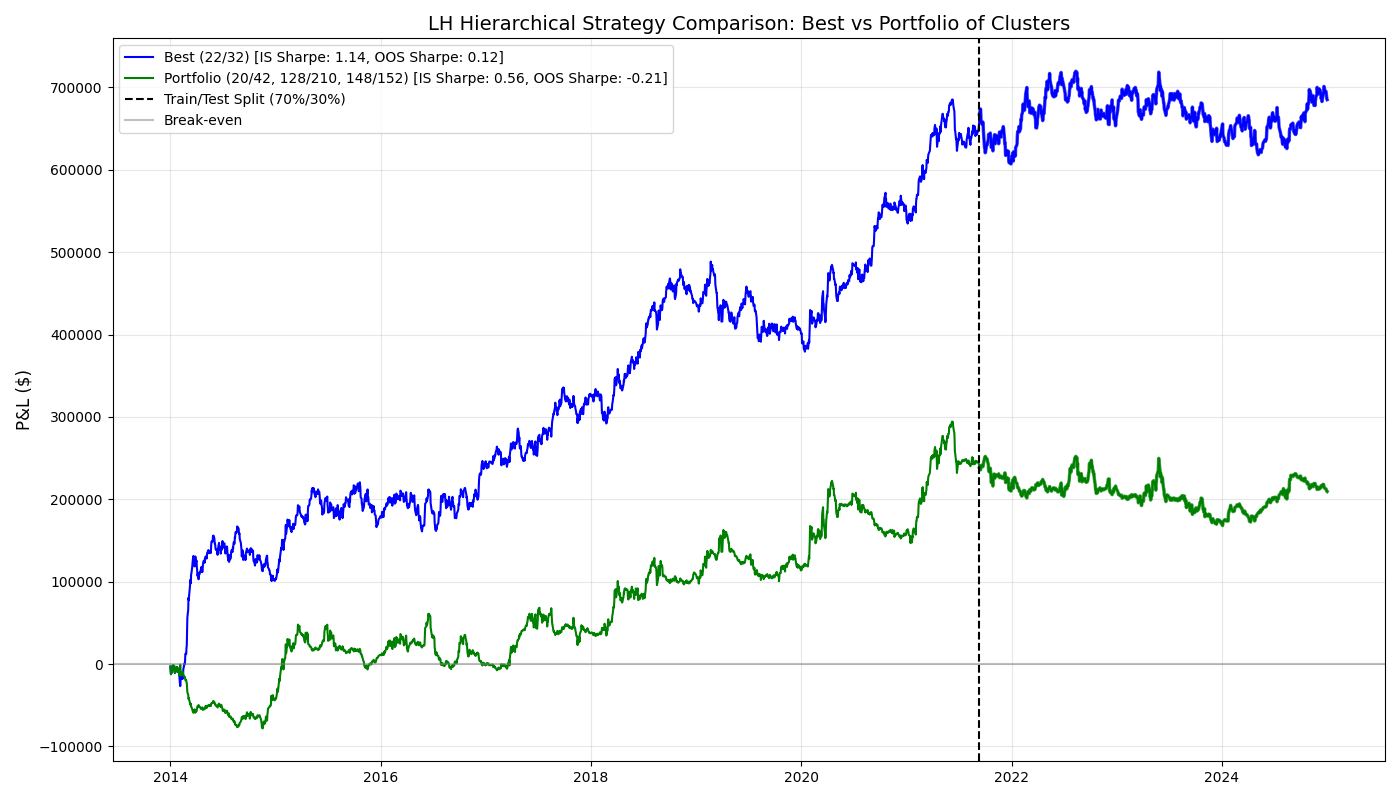 LH Hierarchical Strategy Comparison: Best vs Portfolio of Clusters
Best (22/32) [IS Sharpe: 1.14, OOS Sharpe: 0.12]
Portfolio (20/42, 128/210, 148/152) [IS Sharpe: 0.56, OOS Sharpe: -0.21]
Train/Test Split (70%/30%)
Break-even
P&L ($)
700000
600000
500000
400000
300000
200000
100000
0
−100000
2014 2016 2018 2020 2022 2024